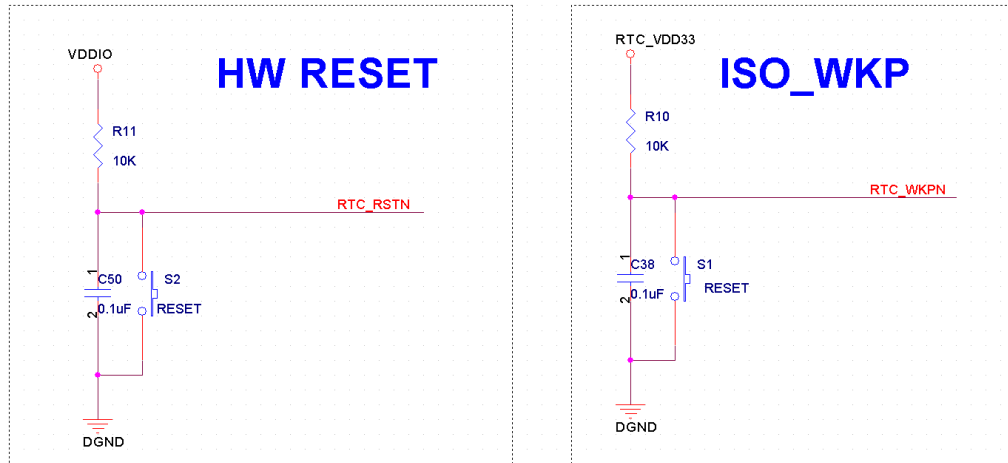 VDDIO
HW RESET
R11
10K
RTC_RSTN
1
C50
S2
0.1uF
RESET
2
DGND
RTC_VDD33
ISO_WKP
R10
10K
RTC_WKPN
1
C38
S1
RESET
0.1uF
2
DGND